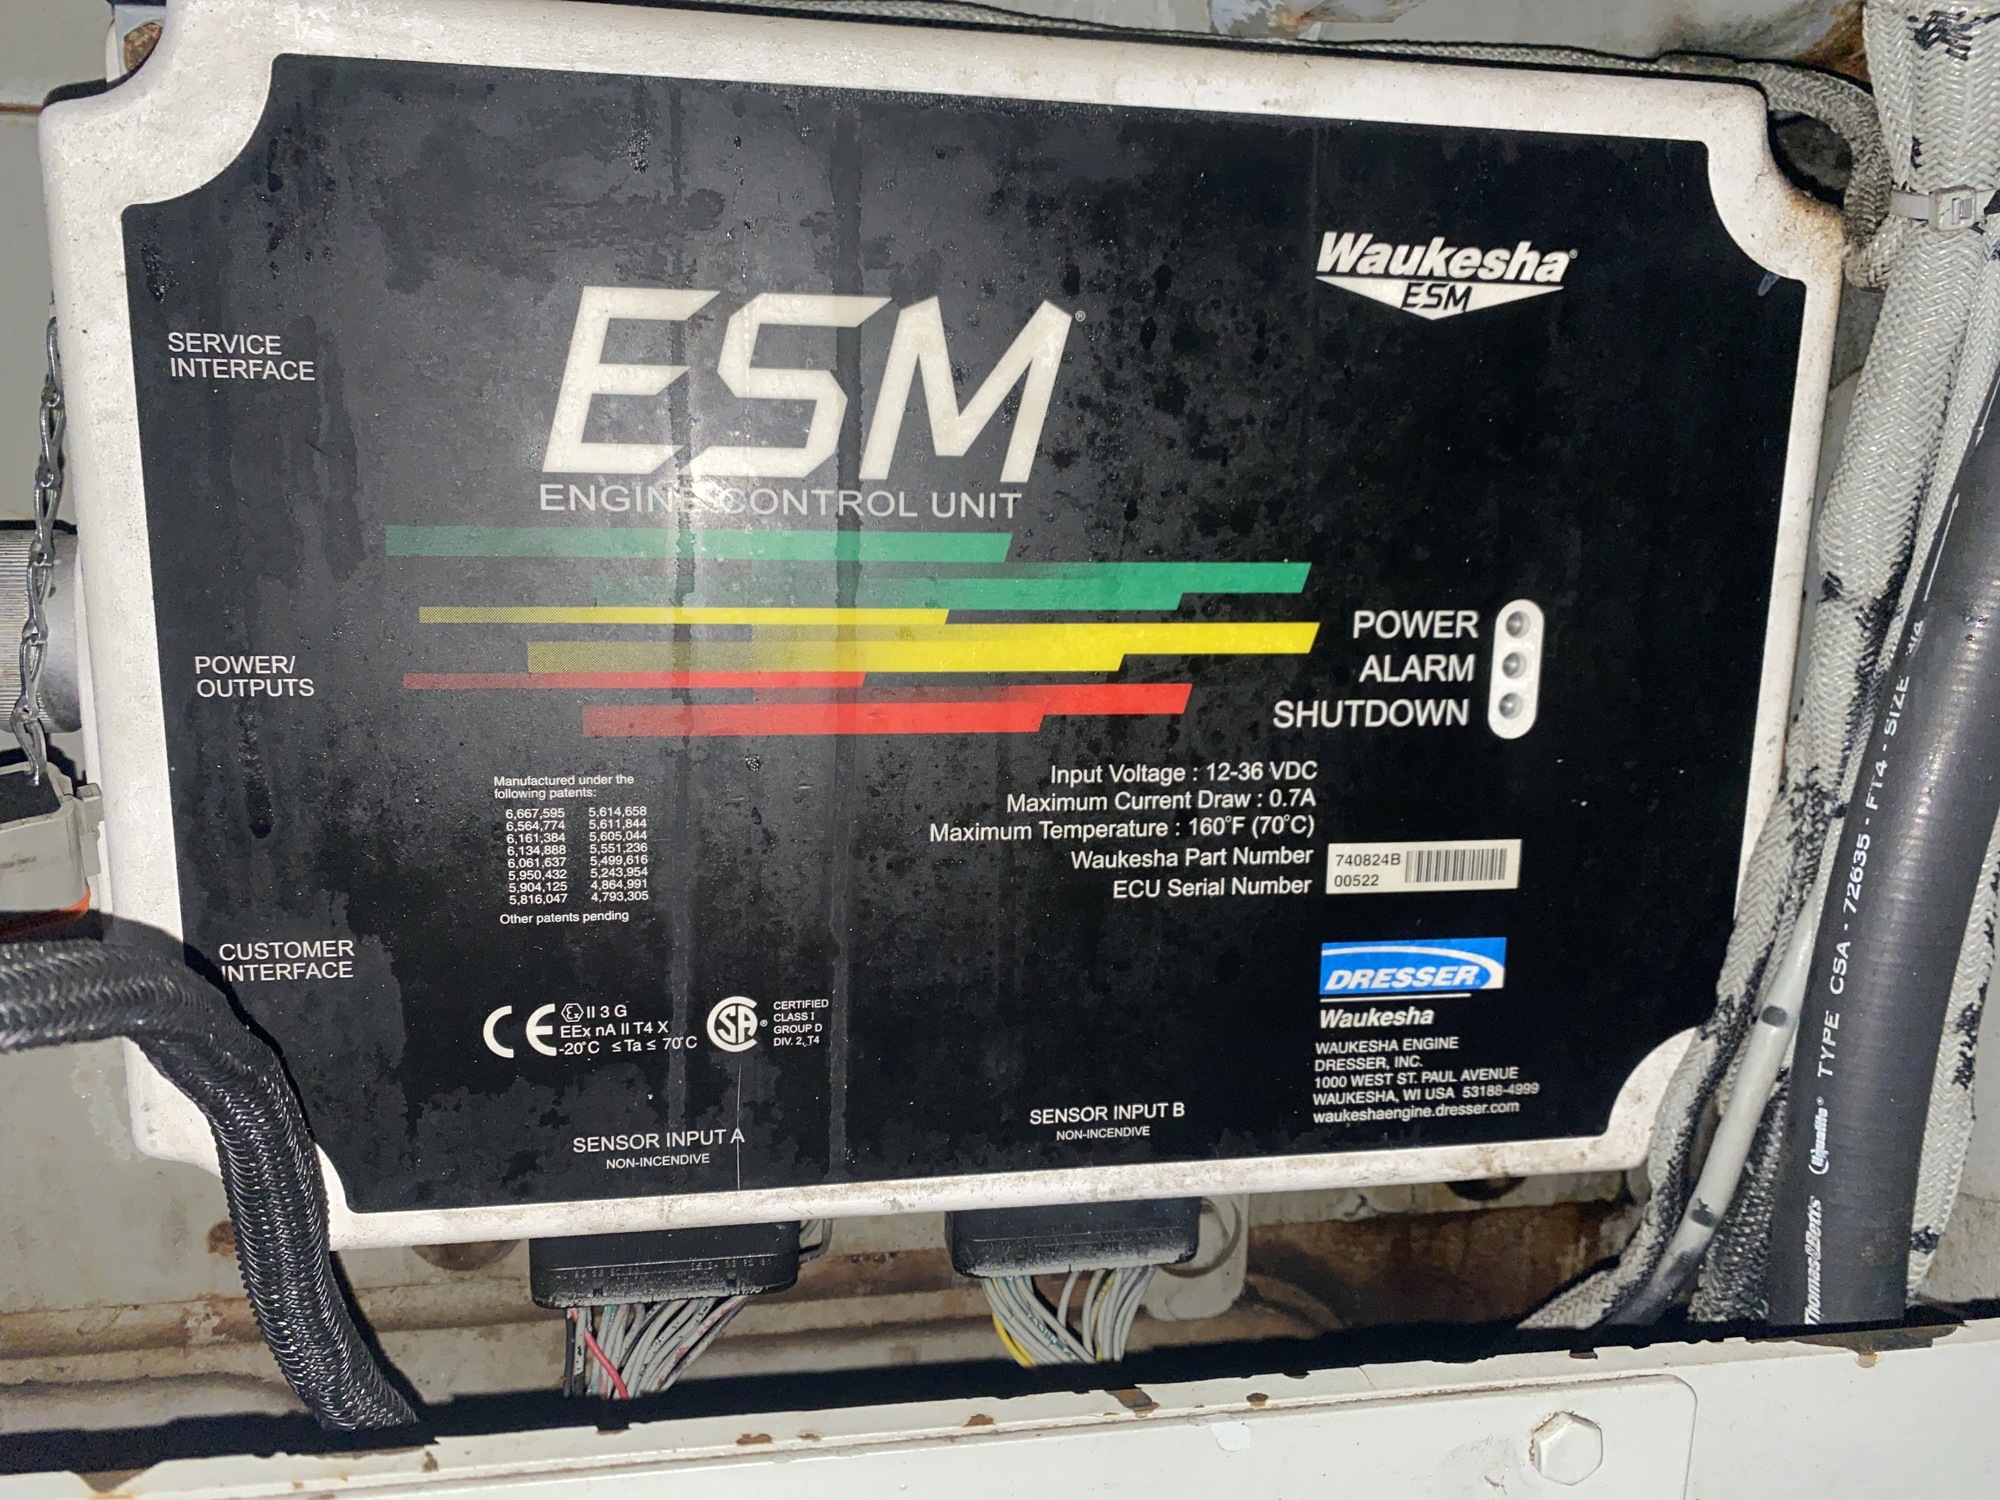 Waukesha®
ESM
SERVICE
INTERFACE
ESM®
ENGINE CONTROL UNIT
POWER
ALARM
SHUTDOWN
POWER/
OUTPUTS
Input Voltage : 12-36 VDC
Maximum Current Draw : 0.7A
Maximum Temperature : 160°F (70°C)
Waukesha Part Number 740824B
ECU Serial Number 00522
Manufactured under the
following patents:
6,667,595 5,614,658
6,564,774 5,611,844
6,161,384 5,605,044
6,134,888 5,551,236
6,061,637 5,499,616
5,950,432 5,243,954
5,904,125 4,864,991
5,816,047 4,793,305
Other patents pending
CUSTOMER
INTERFACE
CE
Ex II 3 G
EEx nA II T4 X
-20°C ≤ Ta ≤ 70°C
SA®
CERTIFIED
CLASS I
GROUP D
DIV. 2, T4
DRESSER
Waukesha
WAUKESHA ENGINE
DRESSER, INC.
1000 WEST ST. PAUL AVENUE
WAUKESHA, WI USA 53188-4999
waukeshaengine.dresser.com
SENSOR INPUT A
NON-INCENDIVE
SENSOR INPUT B
NON-INCENDIVE
Thomas&Betts TYPE CSA - 72635 - FT4 - SIZE